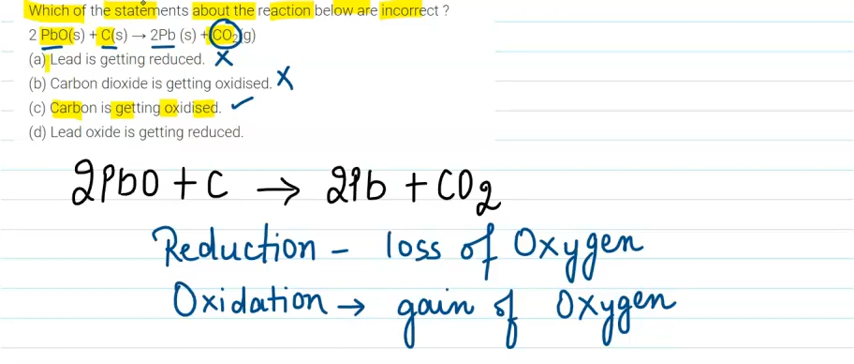 Which of the statements about the reaction below are incorrect ?
2 PbO(s) + C(s) → 2Pb (s) + CO₂(g)
(a) Lead is getting reduced. ✗
(b) Carbon dioxide is getting oxidised. ✗
(c) Carbon is getting oxidised. ✓
(d) Lead oxide is getting reduced.
2PbO + C → 2Pb + CO₂
Reduction – loss of Oxygen
Oxidation → gain of Oxygen